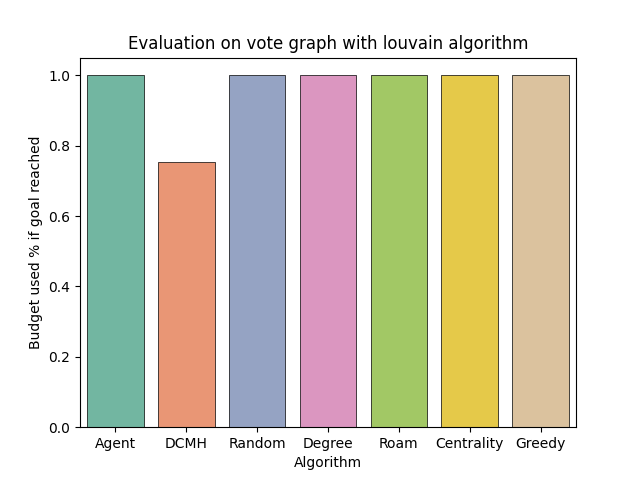 Evaluation on vote graph with louvain algorithm
Budget used % if goal reached
1.0
0.8
0.6
0.4
0.2
0.0
Agent DCMH Random Degree Roam Centrality Greedy
Algorithm